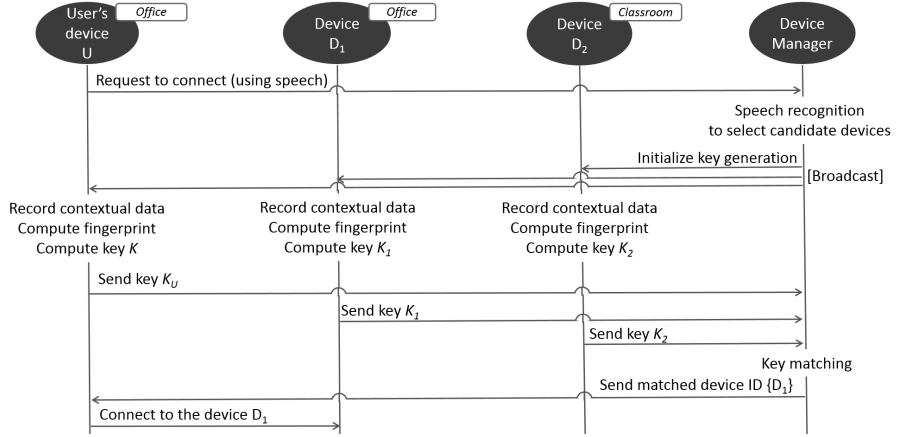 User's
device
U
Office
Device
D1
Office
Device
D2
Classroom
Device
Manager
Request to connect (using speech)
Speech recognition
to select candidate devices
Initialize key generation
[Broadcast]
Record contextual data
Compute fingerprint
Compute key K
Record contextual data
Compute fingerprint
Compute key K1
Record contextual data
Compute fingerprint
Compute key K2
Send key KU
Send key K1
Send key K2
Key matching
Send matched device ID {D1}
Connect to the device D1